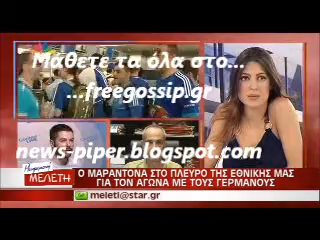 Μάθετε τα όλα στο...
...freegossip.gr
news-piper.blogspot.com
ΜΕΛΕΤΗ
Ο ΜΑΡΑΝΤΟΝΑ ΣΤΟ ΠΛΕΥΡΟ ΤΗΣ ΕΘΝΙΚΗΣ ΜΑΣ
ΓΙΑ ΤΟΝ ΑΓΩΝΑ ΜΕ ΤΟΥΣ ΓΕΡΜΑΝΟΥΣ
meleti@star.gr